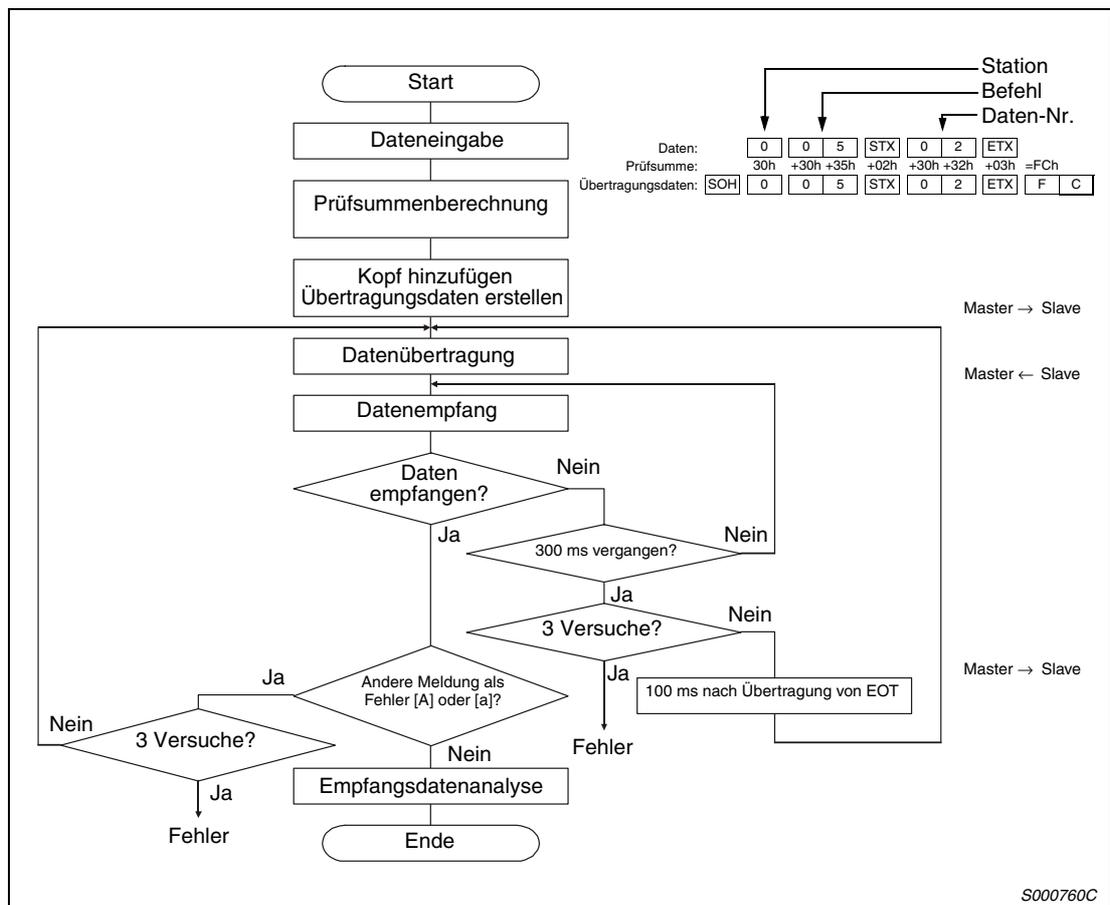 Start
Dateneingabe
Prüfsummenberechnung
Kopf hinzufügen
Übertragungsdaten erstellen
Station
Befehl
Daten-Nr.
Daten: 0 0 5 STX 0 2 ETX
Prüfsumme: 30h +30h +35h +02h +30h +32h +03h =FCh
Übertragungsdaten: SOH 0 0 5 STX 0 2 ETX F C
Master → Slave
Datenübertragung
Master ← Slave
Datenempfang
Daten
empfangen?
Nein
Ja
300 ms vergangen?
Nein
Ja
3 Versuche?
Nein
Ja
Fehler
100 ms nach Übertragung von EOT
Master → Slave
Andere Meldung als
Fehler [A] oder [a]?
Ja
Nein
3 Versuche?
Nein
Ja
Fehler
Empfangsdatenanalyse
Ende
S000760C